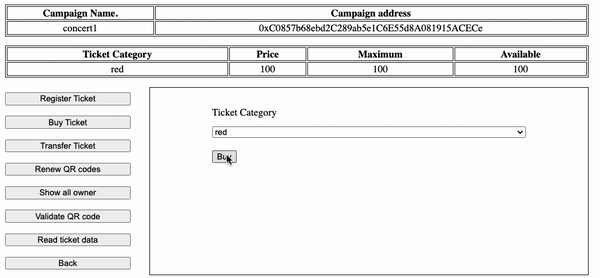 Campaign Name. Campaign address
concert1 0xC0857b68ebd2C289ab5e1C6E55d8A081915ACECe
Ticket Category Price Maximum Available
red 100 100 100
Register Ticket
Buy Ticket
Transfer Ticket
Renew QR codes
Show all owner
Validate QR code
Read ticket data
Back
Ticket Category
red
Buy